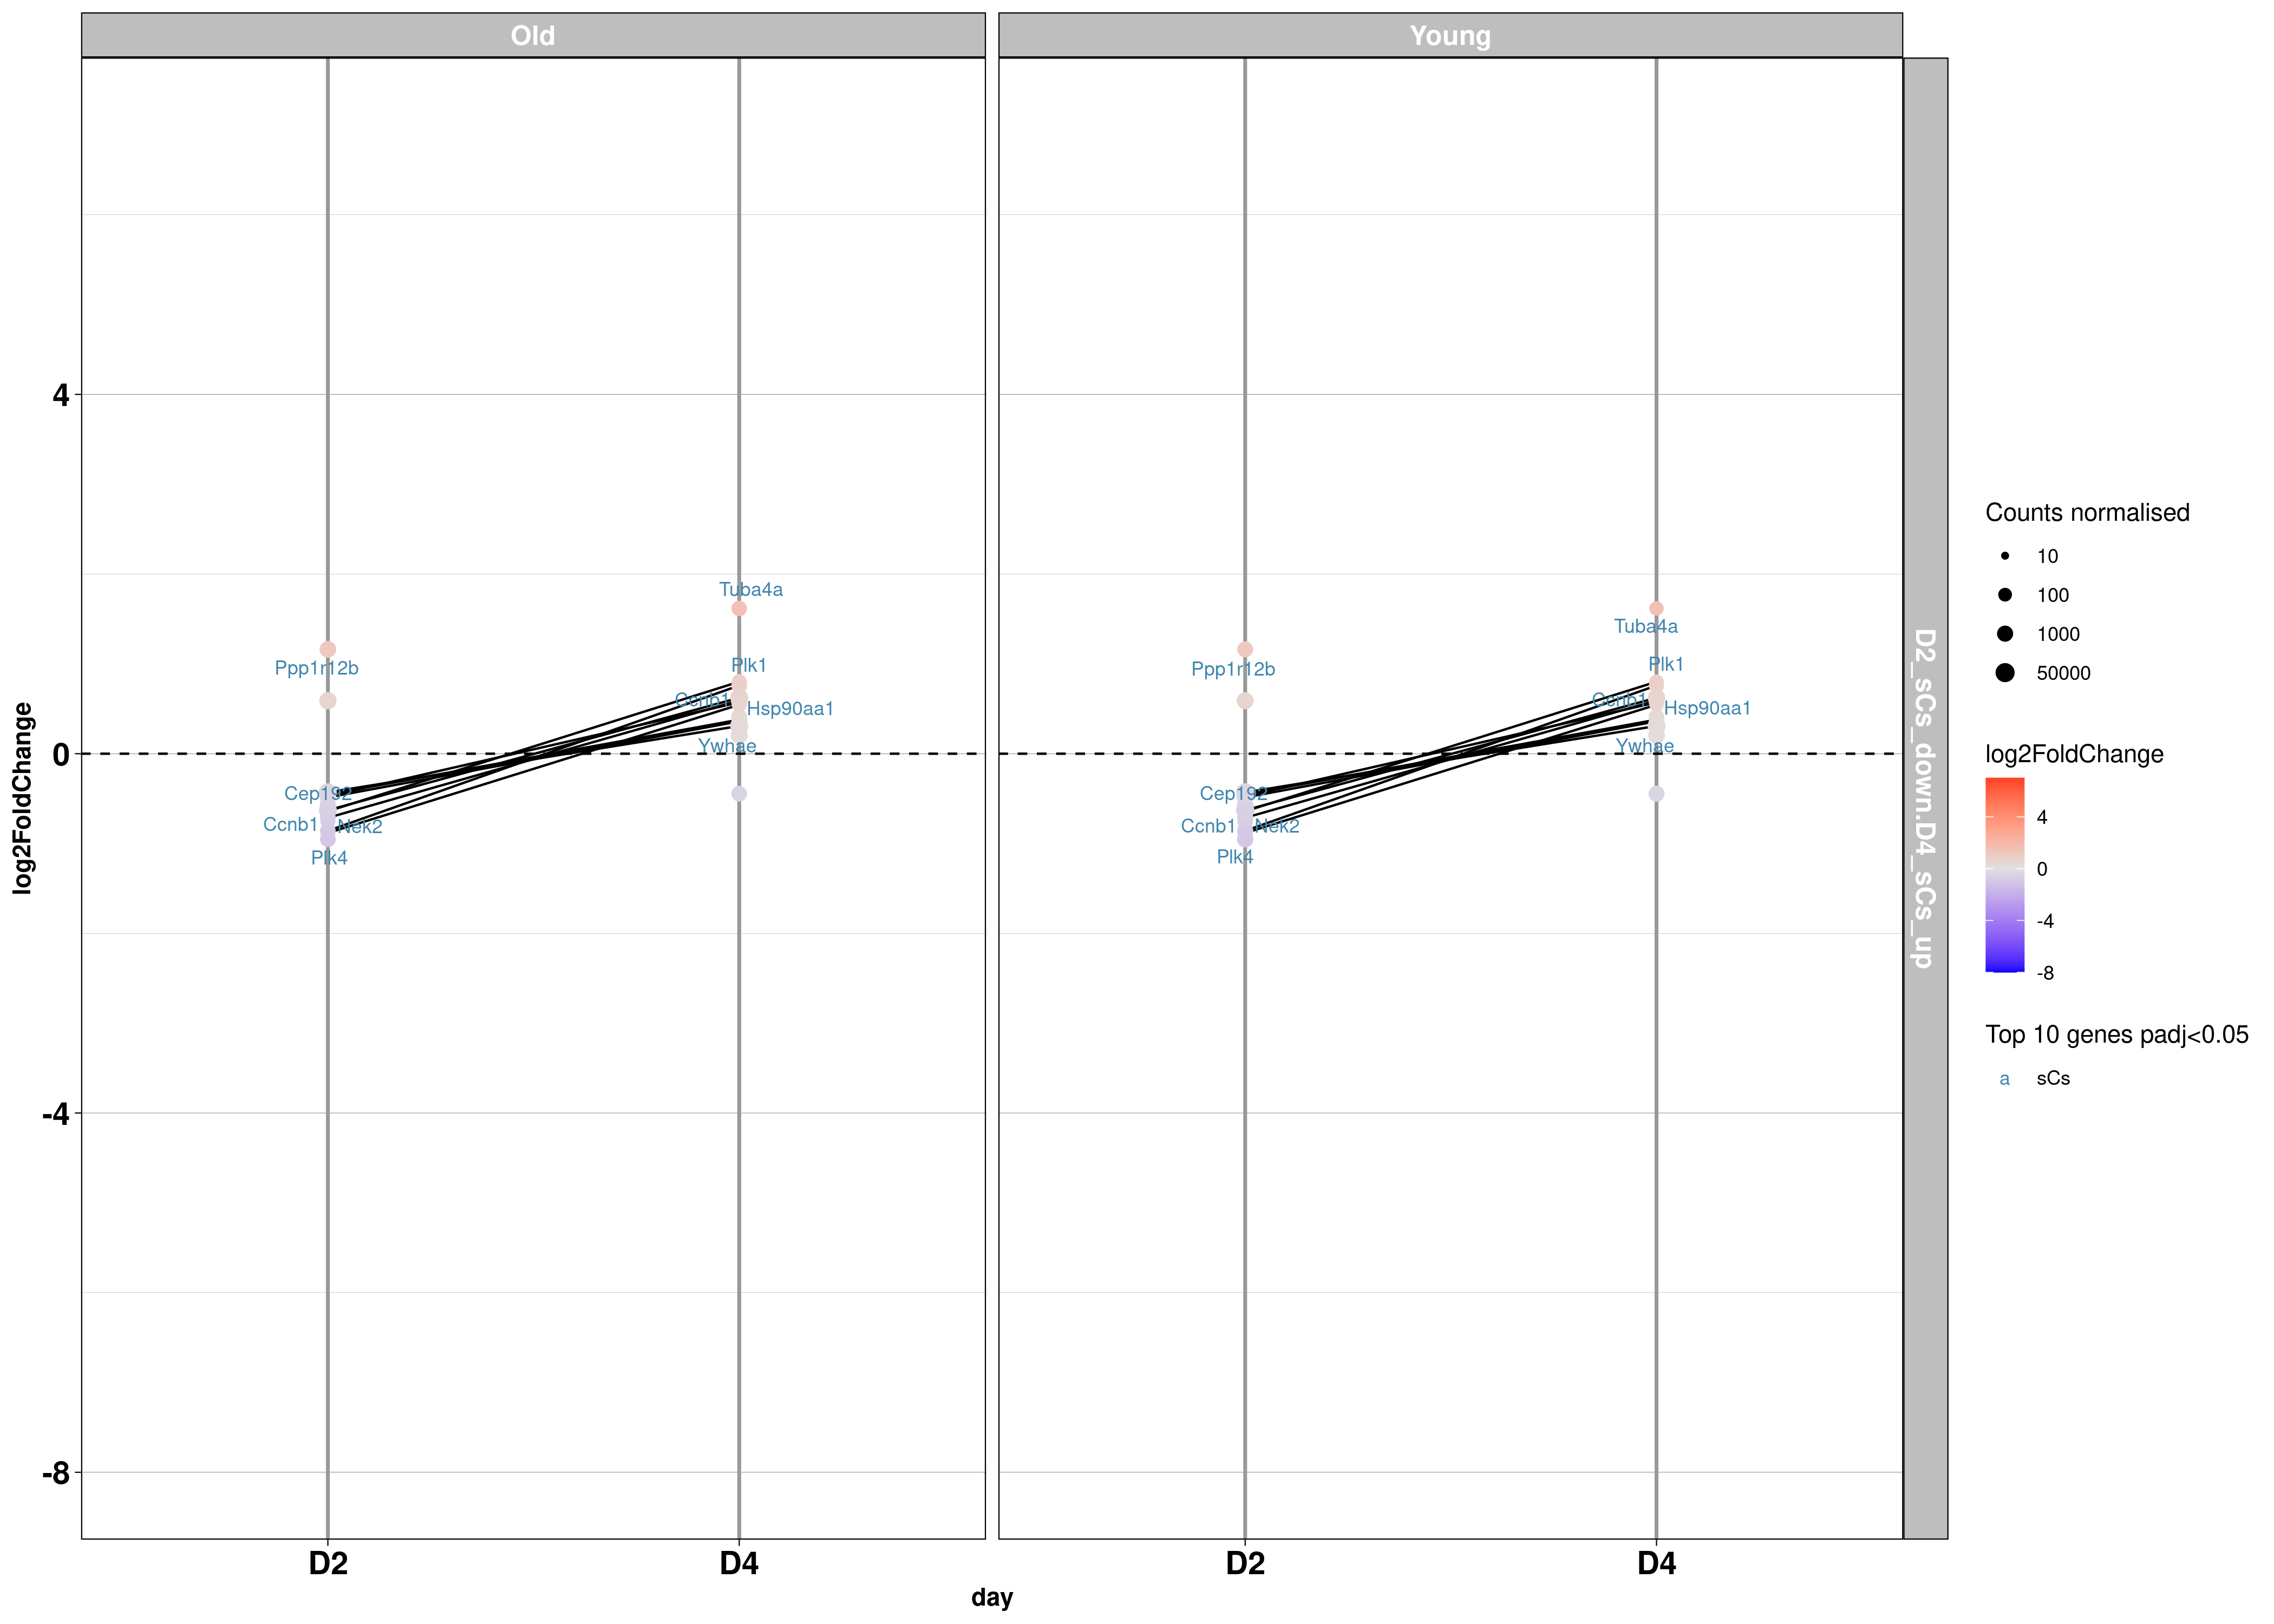 Old
Young
D2_sCs_down.D4_sCs_up
log2FoldChange
4
0
-4
-8
Ppp1r12b
Cep192
Ccnb1
Nek2
Plk4
Tuba4a
Plk1
Ccnb1
Hsp90aa1
Ywhae
Ppp1r12b
Cep192
Ccnb1
Nek2
Plk4
Tuba4a
Plk1
Ccnb1
Hsp90aa1
Ywhae
D2
D4
D2
D4
day
Counts normalised
10
100
1000
50000
log2FoldChange
4
0
-4
-8
Top 10 genes padj<0.05
a sCs